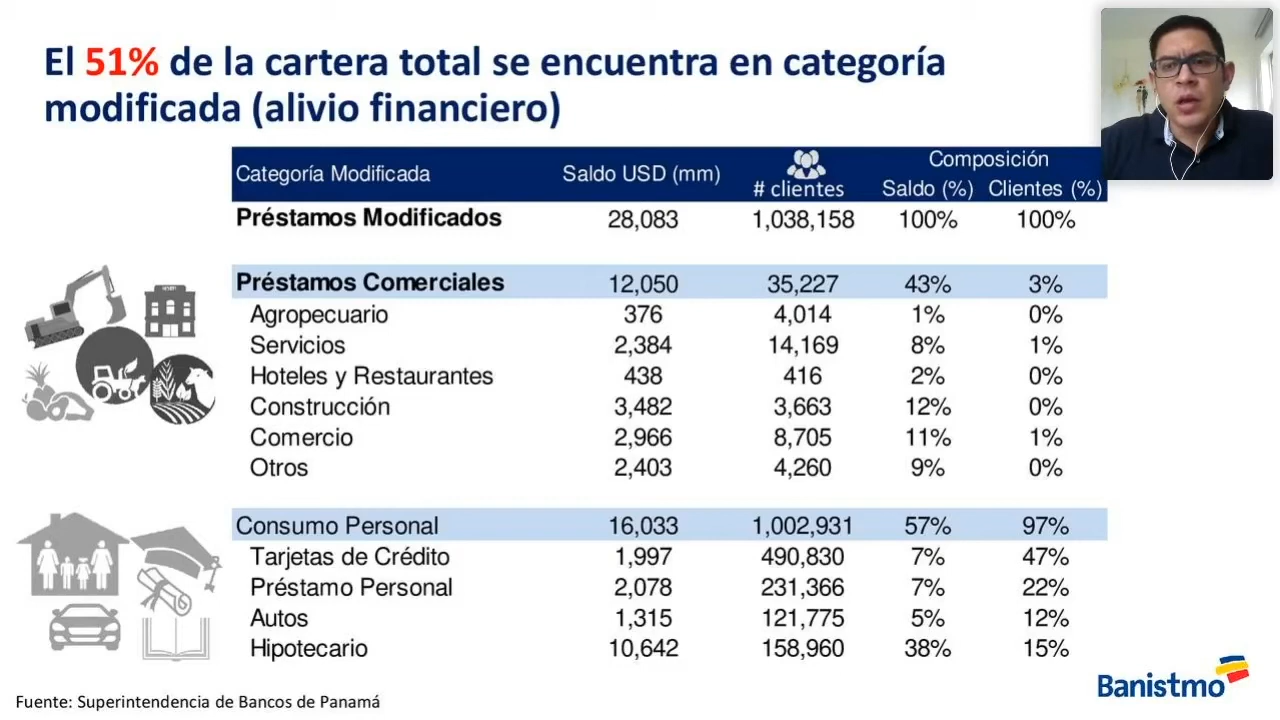 El 51% de la cartera total se encuentra en categoría
modificada (alivio financiero)
Categoría Modificada Saldo USD (mm) # clientes Composición
Saldo (%) Clientes (%)
Préstamos Modificados 28,083 1,038,158 100% 100%
Préstamos Comerciales 12,050 35,227 43% 3%
Agropecuario 376 4,014 1% 0%
Servicios 2,384 14,169 8% 1%
Hoteles y Restaurantes 438 416 2% 0%
Construcción 3,482 3,663 12% 0%
Comercio 2,966 8,705 11% 1%
Otros 2,403 4,260 9% 0%
Consumo Personal 16,033 1,002,931 57% 97%
Tarjetas de Crédito 1,997 490,830 7% 47%
Préstamo Personal 2,078 231,366 7% 22%
Autos 1,315 121,775 5% 12%
Hipotecario 10,642 158,960 38% 15%
Banistmo
Fuente: Superintendencia de Bancos de Panamá